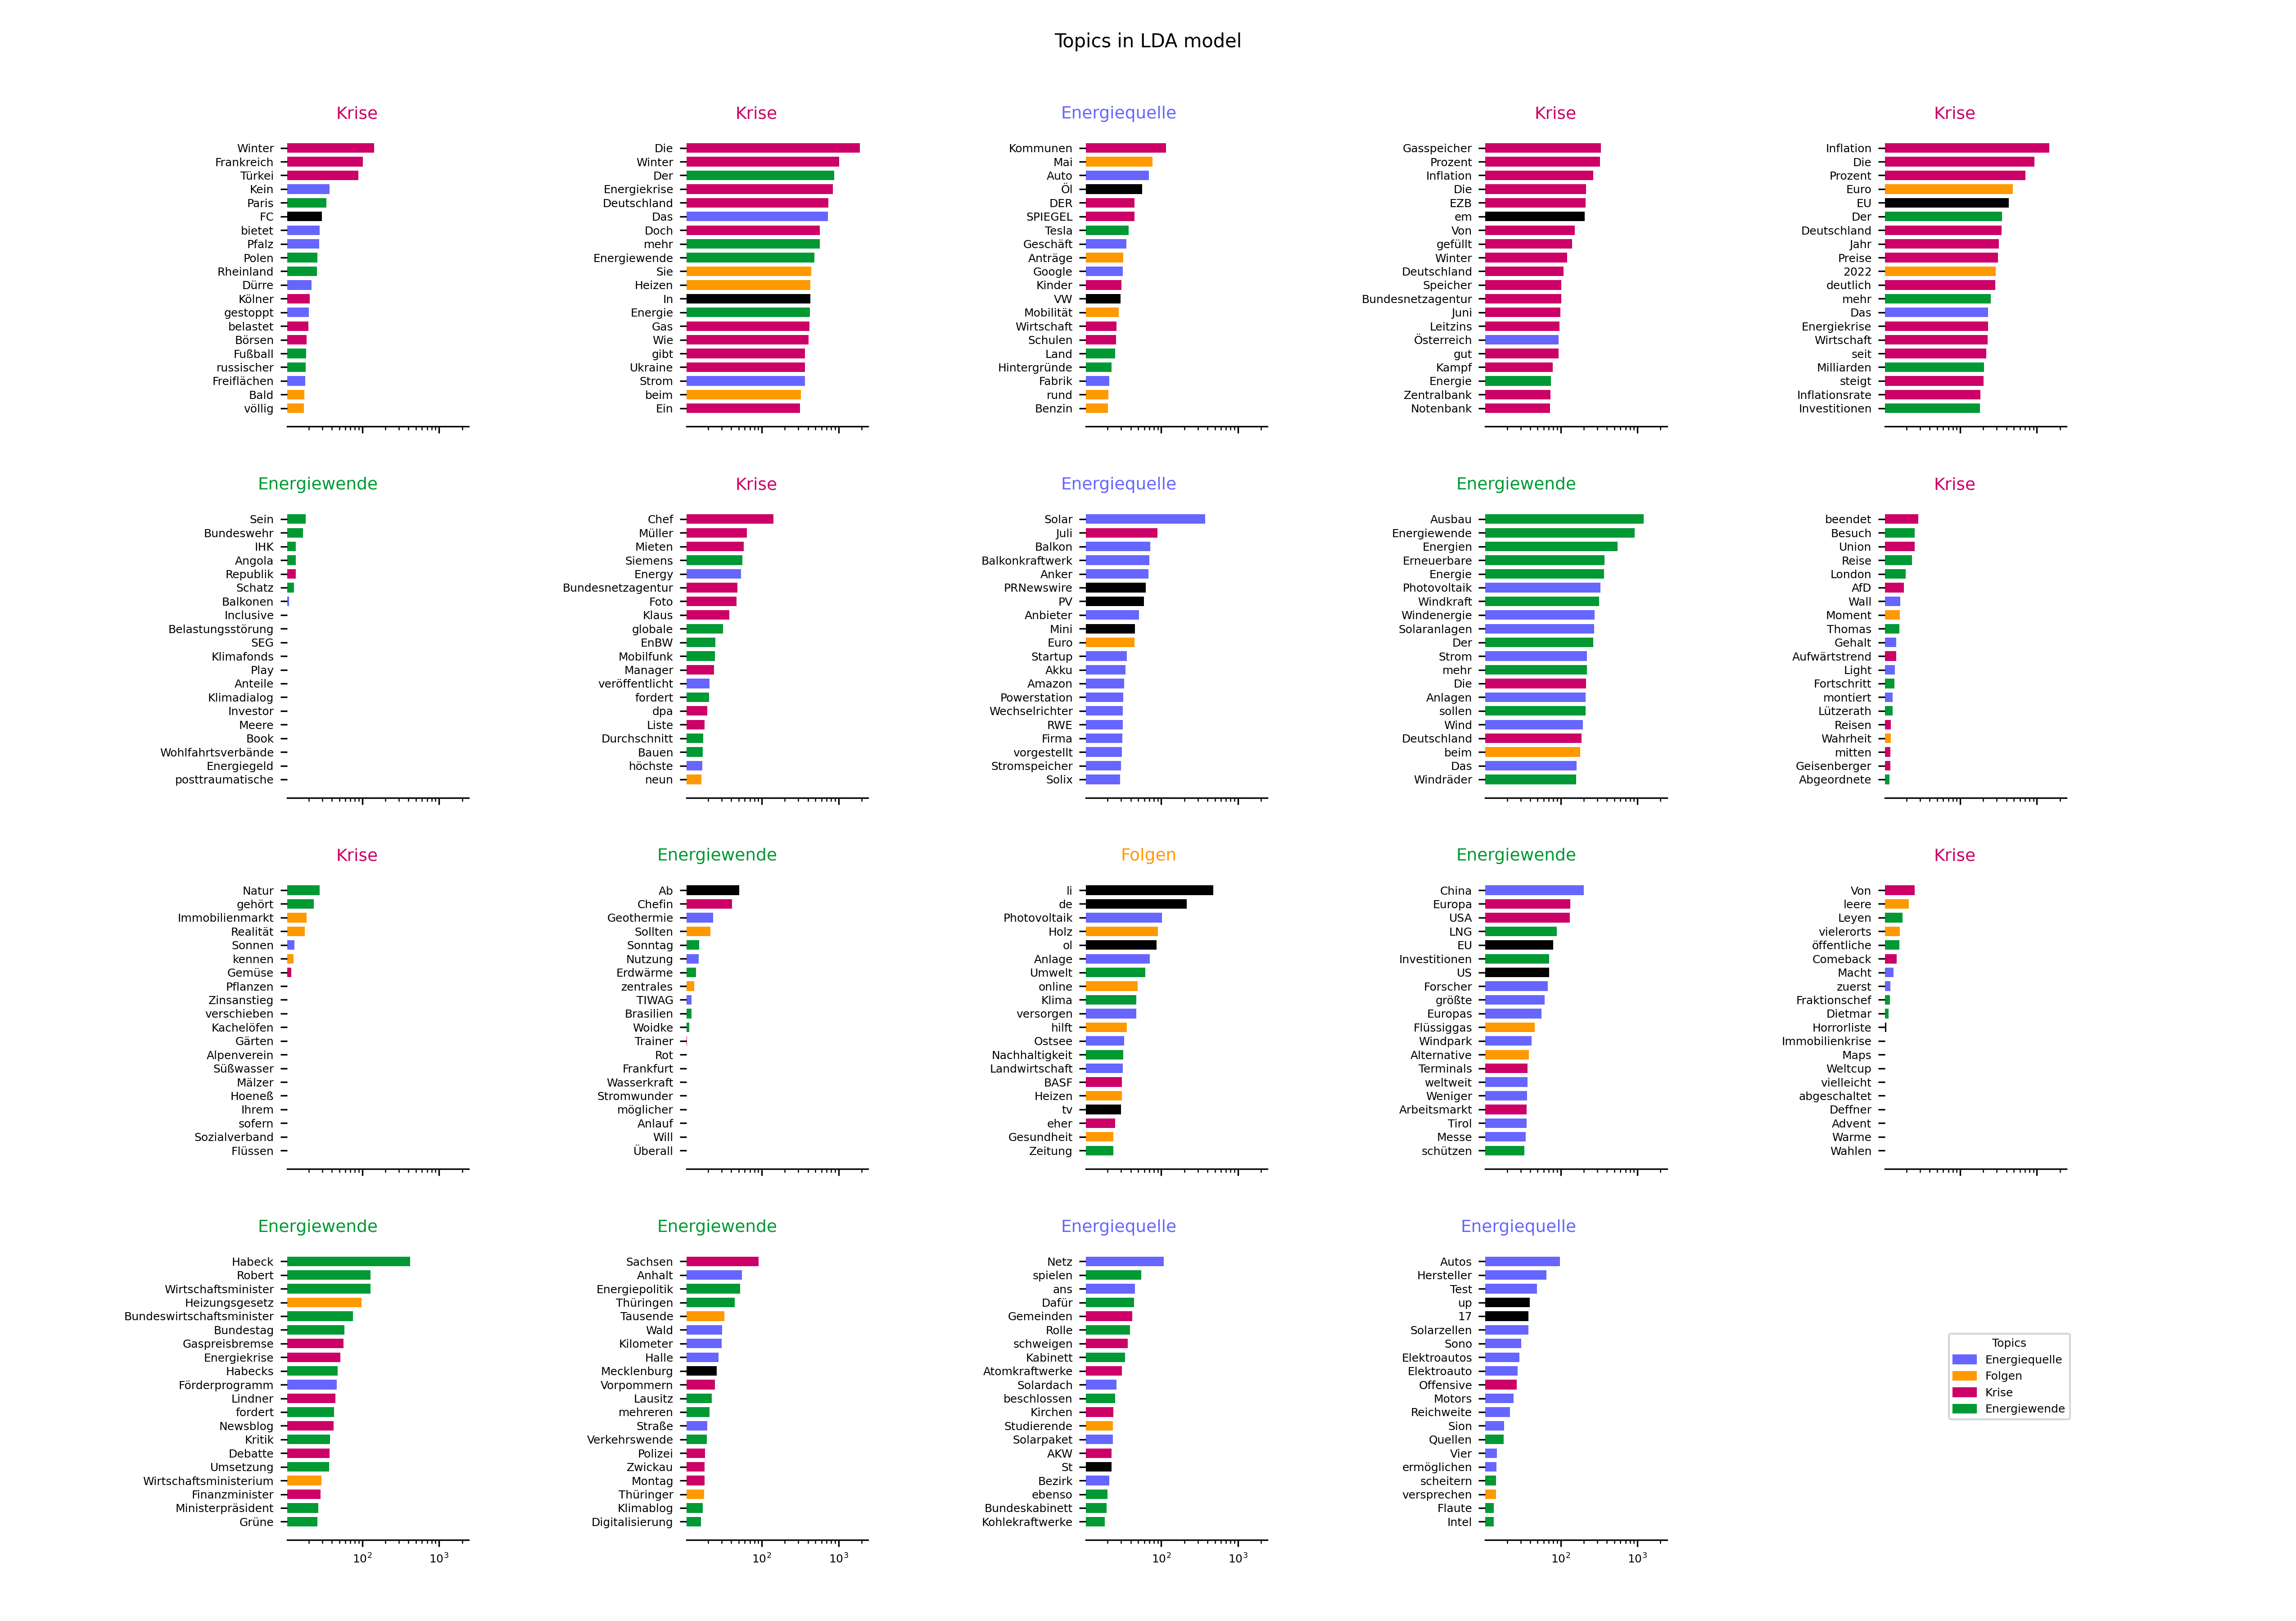 Topics in LDA model
Krise
Winter
Frankreich
Türkei
Kein
Paris
FC
bietet
Pfalz
Polen
Rheinland
Dürre
Kölner
gestoppt
belastet
Börsen
Fußball
russischer
Freiflächen
Bald
völlig
Krise
Die
Winter
Der
Energiekrise
Deutschland
Das
Doch
mehr
Energiewende
Sie
Heizen
In
Energie
Gas
Wie
gibt
Ukraine
Strom
beim
Ein
Energiequelle
Kommunen
Mai
Auto
Öl
DER
SPIEGEL
Tesla
Geschäft
Anträge
Google
Kinder
VW
Mobilität
Wirtschaft
Schulen
Land
Hintergründe
Fabrik
rund
Benzin
Krise
Gasspeicher
Prozent
Inflation
Die
EZB
em
Von
gefüllt
Winter
Deutschland
Speicher
Bundesnetzagentur
Juni
Leitzins
Österreich
gut
Kampf
Energie
Zentralbank
Notenbank
Krise
Inflation
Die
Prozent
Euro
EU
Der
Deutschland
Jahr
Preise
2022
deutlich
mehr
Das
Energiekrise
Wirtschaft
seit
Milliarden
steigt
Inflationsrate
Investitionen
Energiewende
Sein
Bundeswehr
IHK
Angola
Republik
Schatz
Balkonen
Inclusive
Belastungsstörung
SEG
Klimafonds
Play
Anteile
Klimadialog
Investor
Meere
Book
Wohlfahrtsverbände
Energiegeld
posttraumatische
Krise
Chef
Müller
Mieten
Siemens
Energy
Bundesnetzagentur
Foto
Klaus
globale
EnBW
Mobilfunk
Manager
veröffentlicht
fordert
dpa
Liste
Durchschnitt
Bauen
höchste
neun
Energiequelle
Solar
Juli
Balkon
Balkonkraftwerk
Anker
PRNewswire
PV
Anbieter
Mini
Euro
Startup
Akku
Amazon
Powerstation
Wechselrichter
RWE
Firma
vorgestellt
Stromspeicher
Solix
Energiewende
Ausbau
Energiewende
Energien
Erneuerbare
Energie
Photovoltaik
Windkraft
Windenergie
Solaranlagen
Der
Strom
mehr
Die
Anlagen
sollen
Wind
Deutschland
beim
Das
Windräder
Krise
beendet
Besuch
Union
Reise
London
AfD
Wall
Moment
Thomas
Gehalt
Aufwärtstrend
Light
Fortschritt
montiert
Lützerath
Reisen
Wahrheit
mitten
Geisenberger
Abgeordnete
Krise
Natur
gehört
Immobilienmarkt
Realität
Sonnen
kennen
Gemüse
Pflanzen
Zinsanstieg
verschieben
Kachelöfen
Gärten
Alpenverein
Süßwasser
Mälzer
Hoeneß
Ihrem
sofern
Sozialverband
Flüssen
Energiewende
Ab
Chefin
Geothermie
Sollten
Sonntag
Nutzung
Erdwärme
zentrales
TIWAG
Brasilien
Woidke
Trainer
Rot
Frankfurt
Wasserkraft
Stromwunder
möglicher
Anlauf
Will
Überall
Folgen
li
de
Photovoltaik
Holz
ol
Anlage
Umwelt
online
Klima
versorgen
hilft
Ostsee
Nachhaltigkeit
Landwirtschaft
BASF
Heizen
tv
eher
Gesundheit
Zeitung
Energiewende
China
Europa
USA
LNG
EU
Investitionen
US
Forscher
größte
Europas
Flüssiggas
Windpark
Alternative
Terminals
weltweit
Weniger
Arbeitsmarkt
Tirol
Messe
schützen
Krise
Von
leere
Leyen
vielerorts
öffentliche
Comeback
Macht
zuerst
Fraktionschef
Dietmar
Horrorliste
Immobilienkrise
Maps
Weltcup
vielleicht
abgeschaltet
Deffner
Advent
Warme
Wahlen
Energiewende
Habeck
Robert
Wirtschaftsminister
Heizungsgesetz
Bundeswirtschaftsminister
Bundestag
Gaspreisbremse
Energiekrise
Habecks
Förderprogramm
Lindner
fordert
Newsblog
Kritik
Debatte
Umsetzung
Wirtschaftsministerium
Finanzminister
Ministerpräsident
Grüne
10² 10³
Energiewende
Sachsen
Anhalt
Energiepolitik
Thüringen
Tausende
Wald
Kilometer
Halle
Mecklenburg
Vorpommern
Lausitz
mehreren
Straße
Verkehrswende
Polizei
Zwickau
Montag
Thüringer
Klimablog
Digitalisierung
10² 10³
Energiequelle
Netz
spielen
ans
Dafür
Gemeinden
Rolle
schweigen
Kabinett
Atomkraftwerke
Solardach
beschlossen
Kirchen
Studierende
Solarpaket
AKW
St
Bezirk
ebenso
Bundeskabinett
Kohlekraftwerke
10² 10³
Energiequelle
Autos
Hersteller
Test
up
17
Solarzellen
Sono
Elektroautos
Elektroauto
Offensive
Motors
Reichweite
Sion
Quellen
Vier
ermöglichen
scheitern
versprechen
Flaute
Intel
10² 10³
Topics
Energiequelle
Folgen
Krise
Energiewende